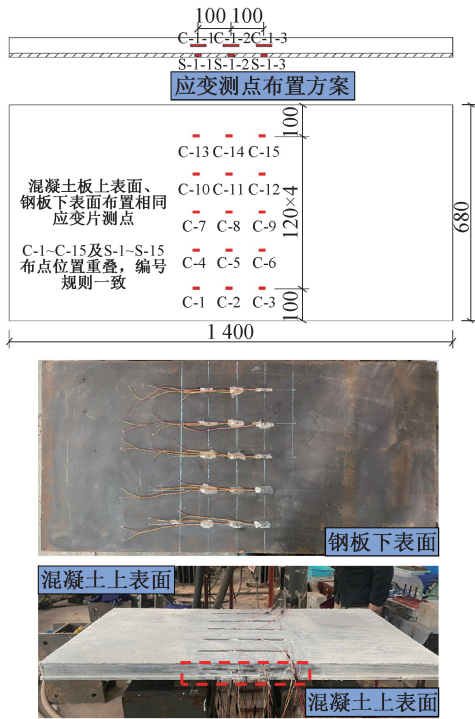 100 100
C-1-1 C-1-2 C-1-3
S-1-1 S-1-2 S-1-3
应变测点布置方案
100
C-13 C-14 C-15
混凝土板上表面、
钢板下表面布置相同
应变片测点
C-10 C-11 C-12
120×4
680
C-7 C-8 C-9
C-1~C-15及S-1~S-15
布点位置重叠，编号
规则一致
C-4 C-5 C-6
C-1 C-2 C-3
100
1 400
钢板下表面
混凝土上表面
混凝土上表面